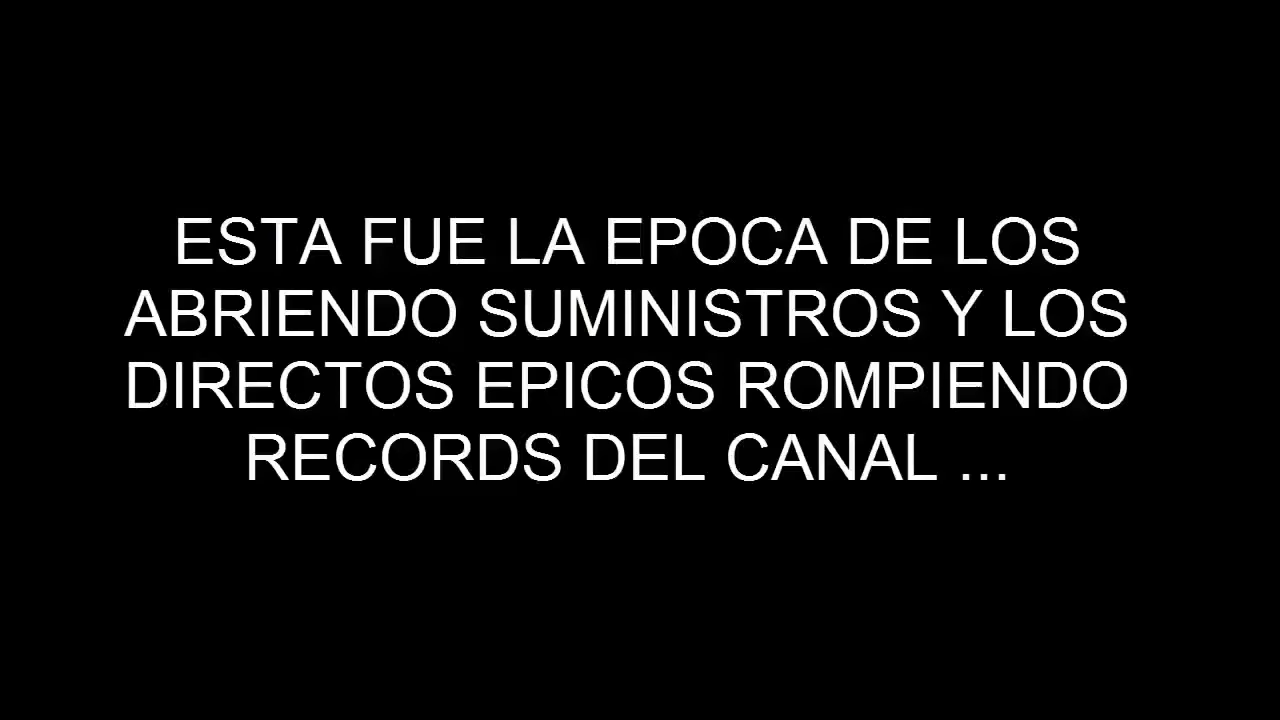 ESTA FUE LA EPOCA DE LOS
ABRIENDO SUMINISTROS Y LOS
DIRECTOS EPICOS ROMPIENDO
RECORDS DEL CANAL ...